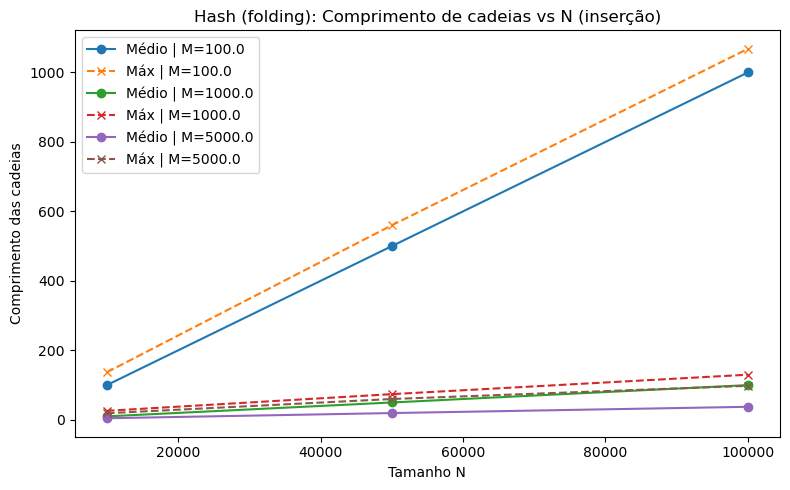 Hash (folding): Comprimento de cadeias vs N (inserção)
Médio | M=100.0
Máx | M=100.0
Médio | M=1000.0
Máx | M=1000.0
Médio | M=5000.0
Máx | M=5000.0
Comprimento das cadeias
1000
800
600
400
200
0
20000
40000
60000
80000
100000
Tamanho N